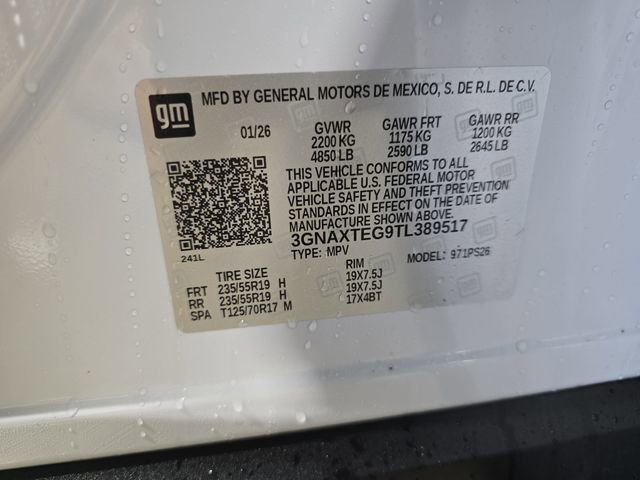 gm
MFD BY GENERAL MOTORS DE MEXICO, S. DE R.L. DE C.V.
01/26 GVWR GAWR FRT GAWR RR
2200 KG 1175 KG 1200 KG
4850 LB 2590 LB 2645 LB
THIS VEHICLE CONFORMS TO ALL
APPLICABLE U.S. FEDERAL MOTOR
VEHICLE SAFETY AND THEFT PREVENTION
STANDARDS IN EFFECT ON THE DATE OF
MANUFACTURE SHOWN ABOVE.
3GNAXTEG9TL389517
241L TYPE: MPV MODEL: 971PS26
TIRE SIZE RIM
FRT 235/55R19 H 19X7.5J
RR 235/55R19 H 19X7.5J
SPA T125/70R17 M 17X4BT